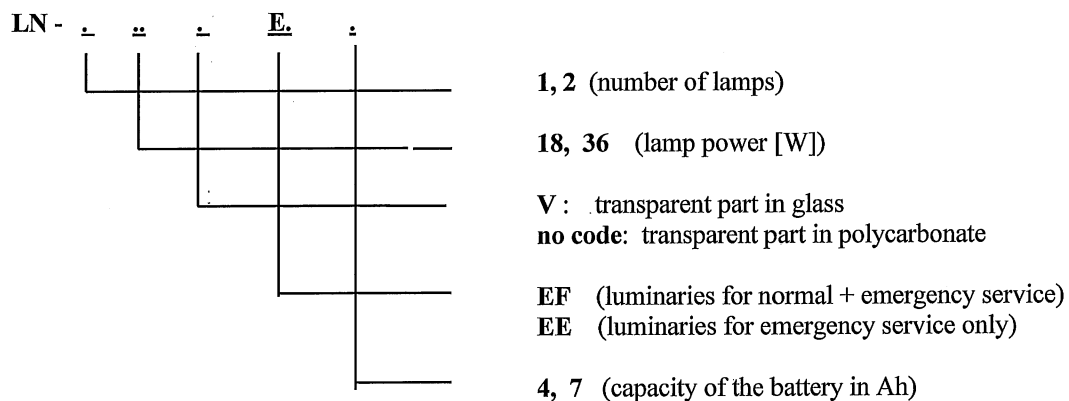 LN - . .. . E. .
1, 2 (number of lamps)
18, 36 (lamp power [W])
V : transparent part in glass
no code: transparent part in polycarbonate
EF (luminaries for normal + emergency service)
EE (luminaries for emergency service only)
4, 7 (capacity of the battery in Ah)